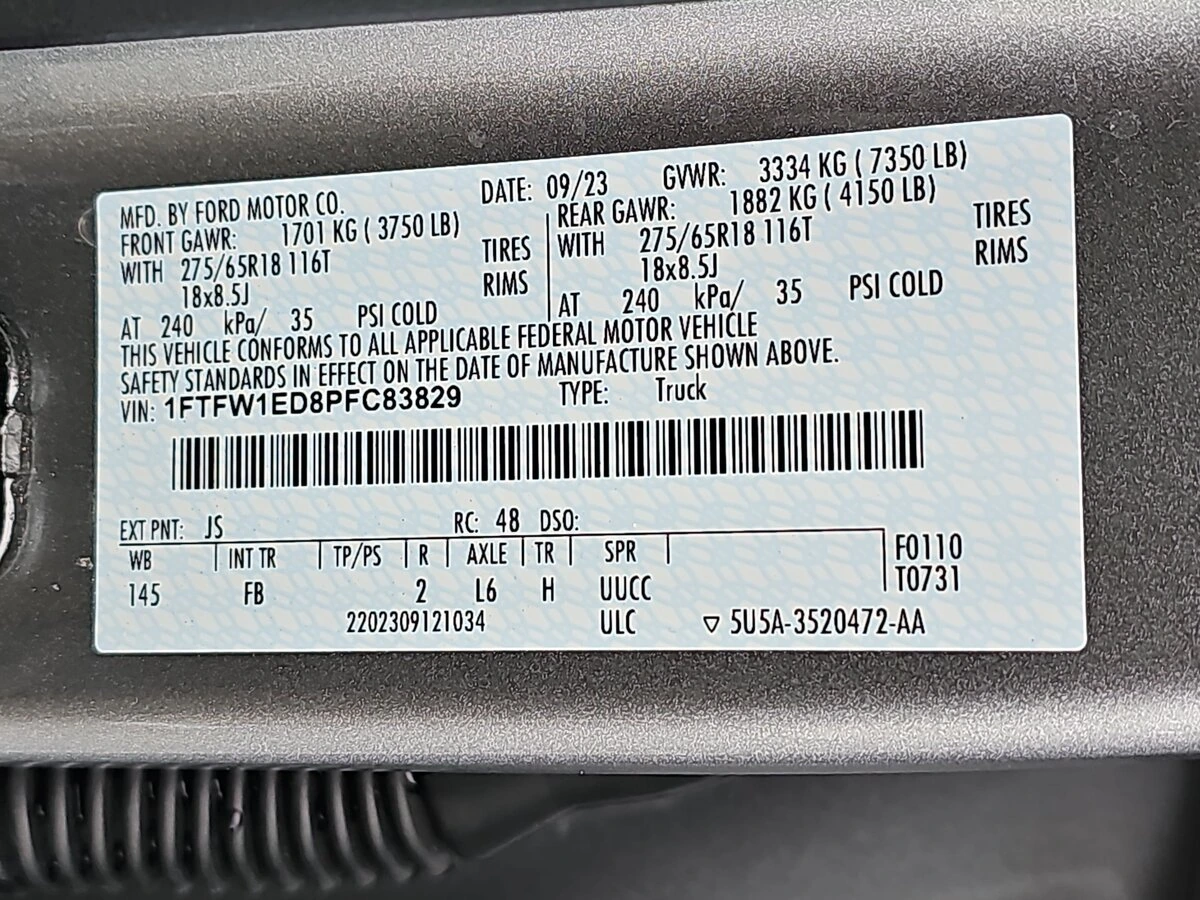 MFD. BY FORD MOTOR CO. DATE: 09/23 GVWR: 3334 KG ( 7350 LB)
FRONT GAWR: 1701 KG ( 3750 LB) REAR GAWR: 1882 KG ( 4150 LB)
WITH 275/65R18 116T TIRES WITH 275/65R18 116T TIRES
18x8.5J RIMS 18x8.5J RIMS
AT 240 kPa/ 35 PSI COLD AT 240 kPa/ 35 PSI COLD
THIS VEHICLE CONFORMS TO ALL APPLICABLE FEDERAL MOTOR VEHICLE
SAFETY STANDARDS IN EFFECT ON THE DATE OF MANUFACTURE SHOWN ABOVE.
VIN: 1FTFW1ED8PFC83829 TYPE: Truck
EXT PNT: JS RC: 48 DSO:
WB INT TR TP/PS R AXLE TR SPR F0110
145 FB 2 L6 H UUCC T0731
2202309121034 ULC ▽ 5U5A-3520472-AA